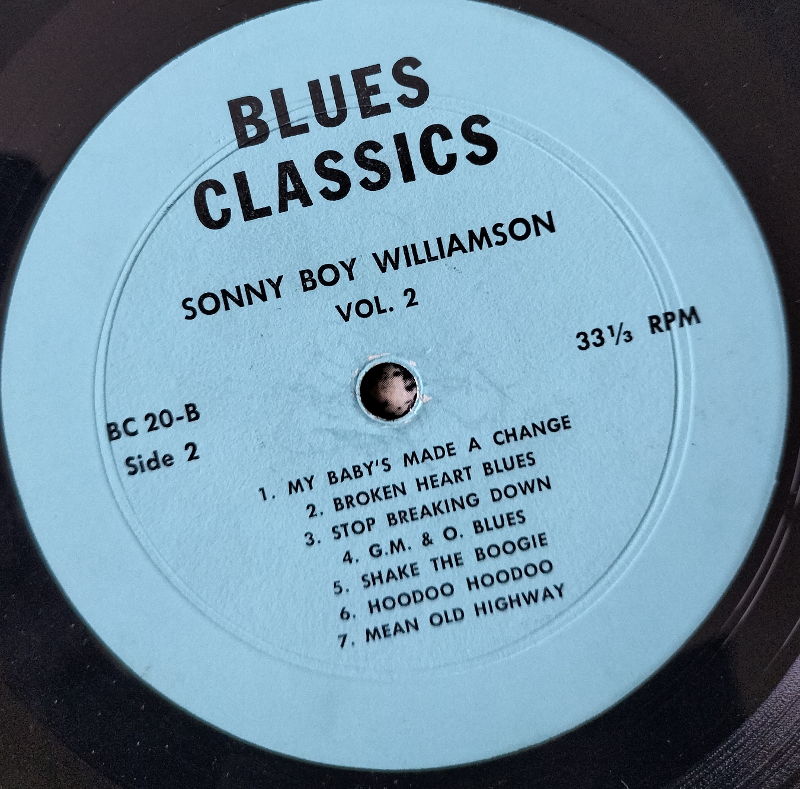 BLUES
CLASSICS
SONNY BOY WILLIAMSON
VOL. 2
33⅓ RPM
BC 20-B
Side 2
1. MY BABY'S MADE A CHANGE
2. BROKEN HEART BLUES
3. STOP BREAKING DOWN
4. G.M. & O. BLUES
5. SHAKE THE BOOGIE
6. HOODOO HOODOO
7. MEAN OLD HIGHWAY